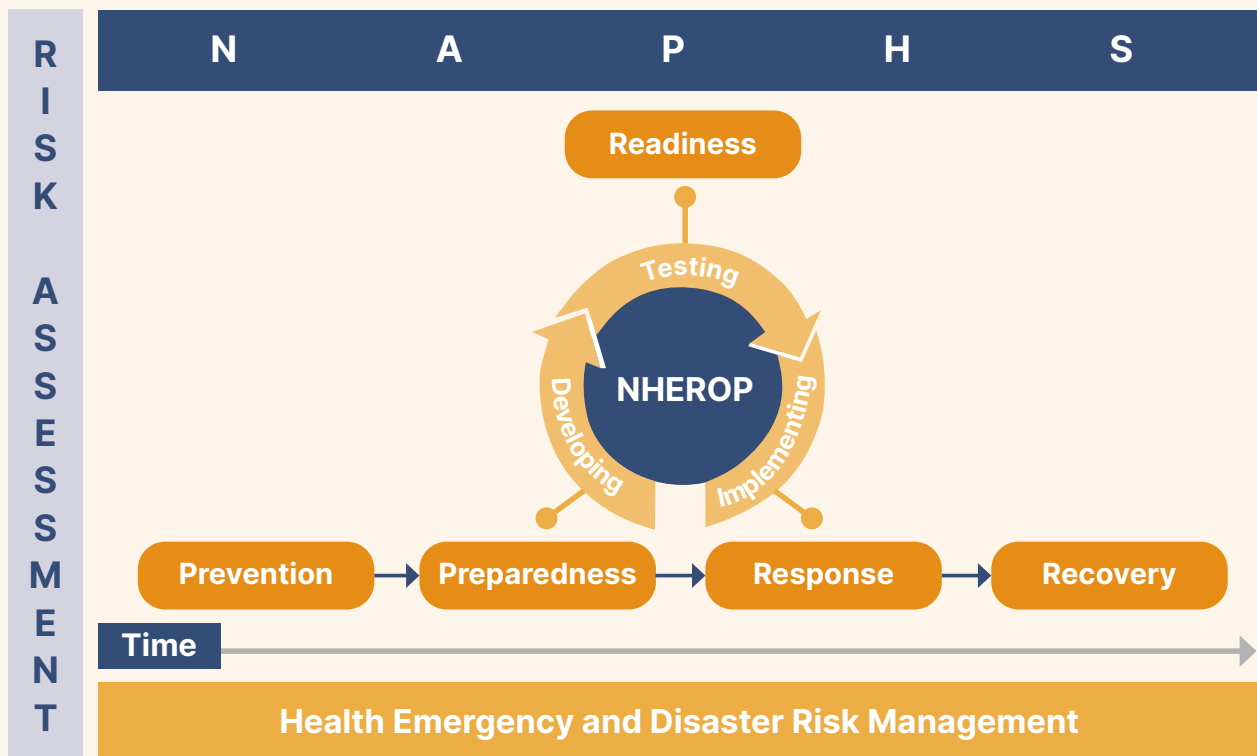 RISK ASSESSMENT
N A P H S
Readiness
Testing
NHEROP
Developing
Implementing
Prevention
Preparedness
Response
Recovery
Time
Health Emergency and Disaster Risk Management